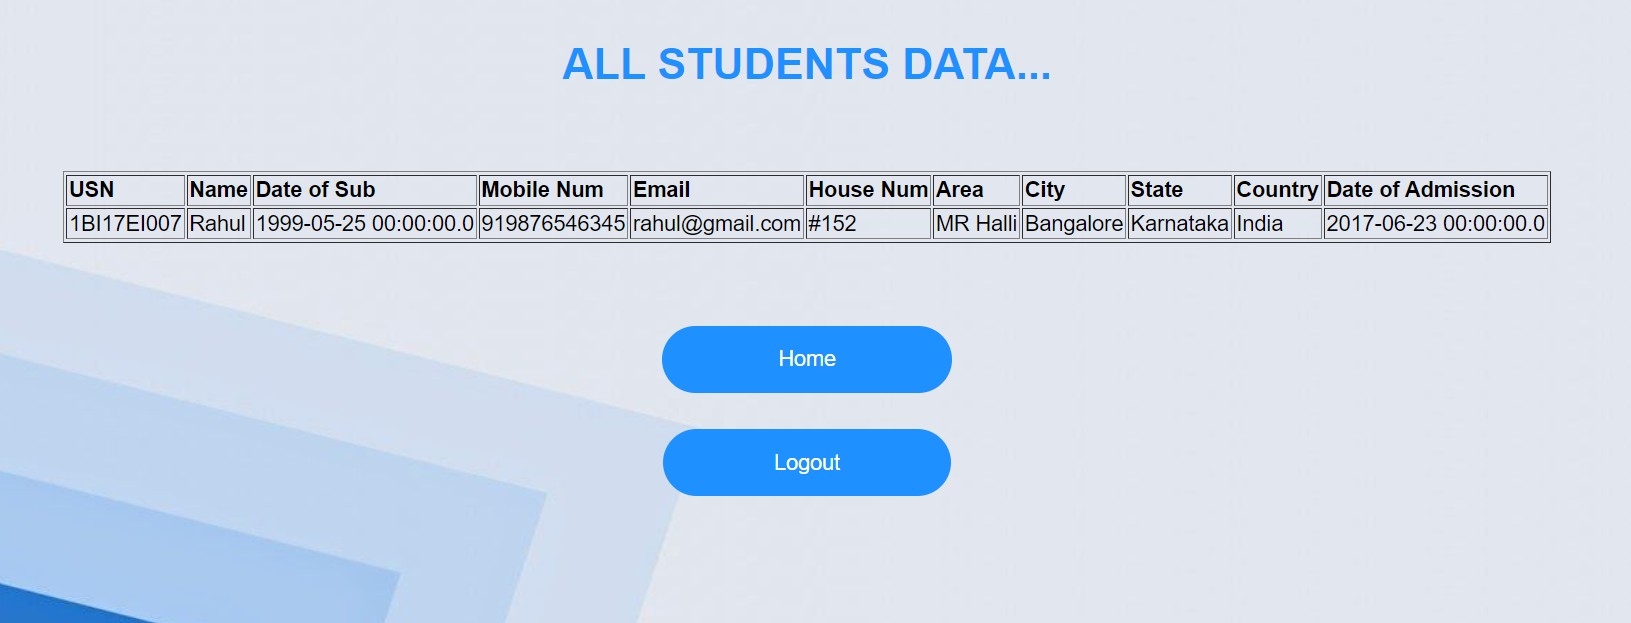 ALL STUDENTS DATA...
USN Name Date of Sub Mobile Num Email House Num Area City State Country Date of Admission
1BI17EI007 Rahul 1999-05-25 00:00:00.0 919876546345 rahul@gmail.com #152 MR Halli Bangalore Karnataka India 2017-06-23 00:00:00.0
Home
Logout